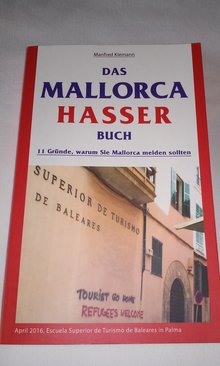 Manfred Klemann
DAS
MALLORCA
HASSER
BUCH
11 Gründe, warum Sie Mallorca meiden sollten
SUPERIOR DE TURISMO
DE BALEARES
TOURIST GO HOME
REFUGEES WELCOME
April 2016, Escuela Superior de Turismo de Baleares in Palma